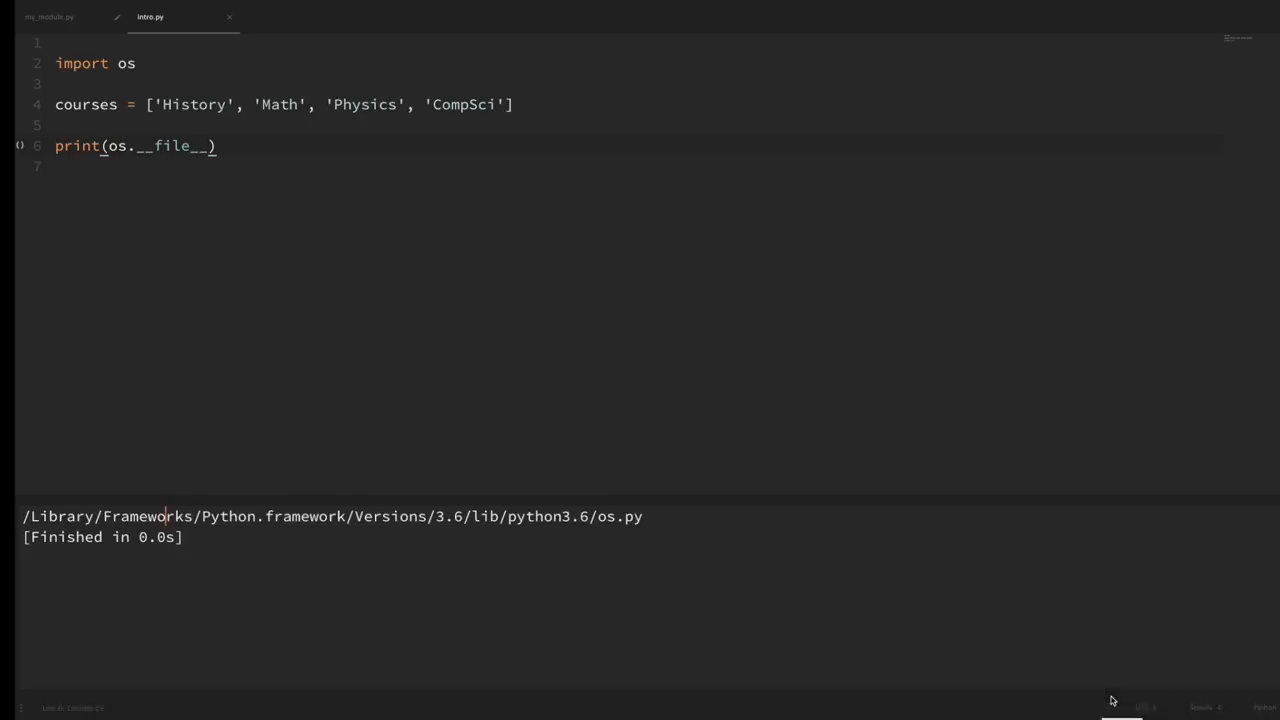 my_module.py
intro.py
1
2 import os
3
4 courses = ['History', 'Math', 'Physics', 'CompSci']
5
6 print(os.__file__)
7
/Library/Frameworks/Python.framework/Versions/3.6/lib/python3.6/os.py
[Finished in 0.0s]
Spaces: 4
Python